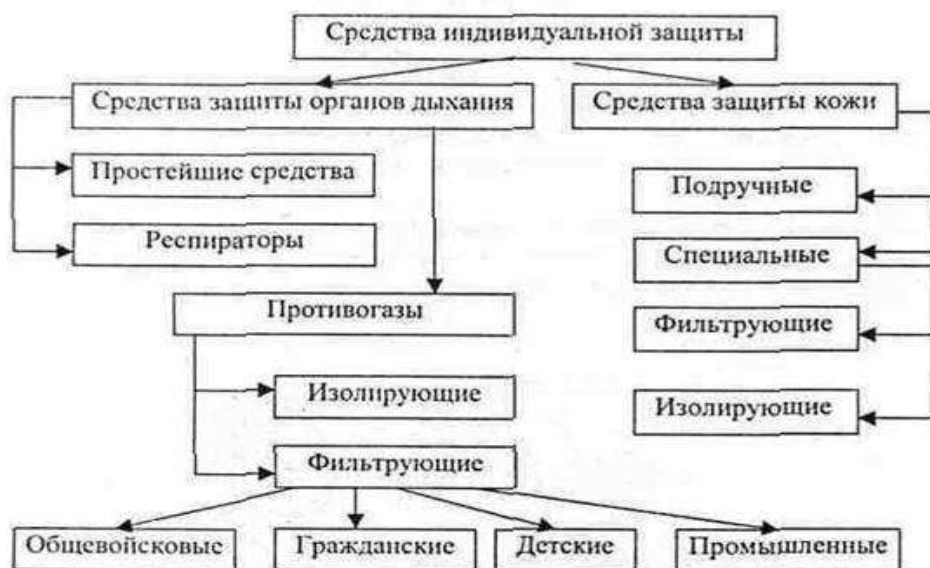 Средства индивидуальной защиты
Средства защиты органов дыхания
Средства защиты кожи
Простейшие средства
Подручные
Респираторы
Специальные
Противогазы
Фильтрующие
Изолирующие
Изолирующие
Фильтрующие
Общевойсковые
Гражданские
Детские
Промышленные